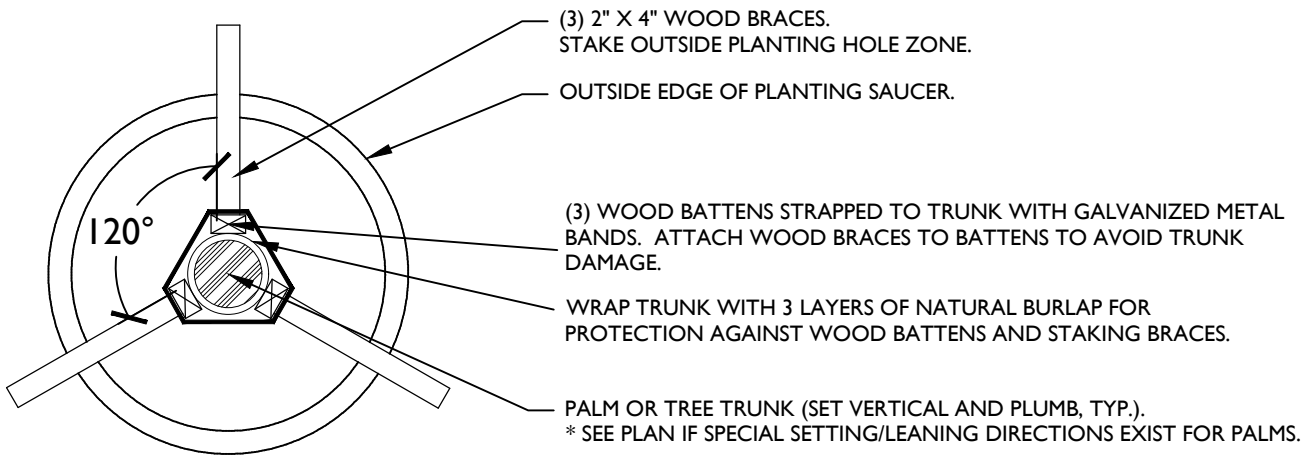 (3) 2" X 4" WOOD BRACES.
STAKE OUTSIDE PLANTING HOLE ZONE.
OUTSIDE EDGE OF PLANTING SAUCER.
120°
(3) WOOD BATTENS STRAPPED TO TRUNK WITH GALVANIZED METAL
BANDS. ATTACH WOOD BRACES TO BATTENS TO AVOID TRUNK
DAMAGE.
WRAP TRUNK WITH 3 LAYERS OF NATURAL BURLAP FOR
PROTECTION AGAINST WOOD BATTENS AND STAKING BRACES.
PALM OR TREE TRUNK (SET VERTICAL AND PLUMB, TYP.).
* SEE PLAN IF SPECIAL SETTING/LEANING DIRECTIONS EXIST FOR PALMS.